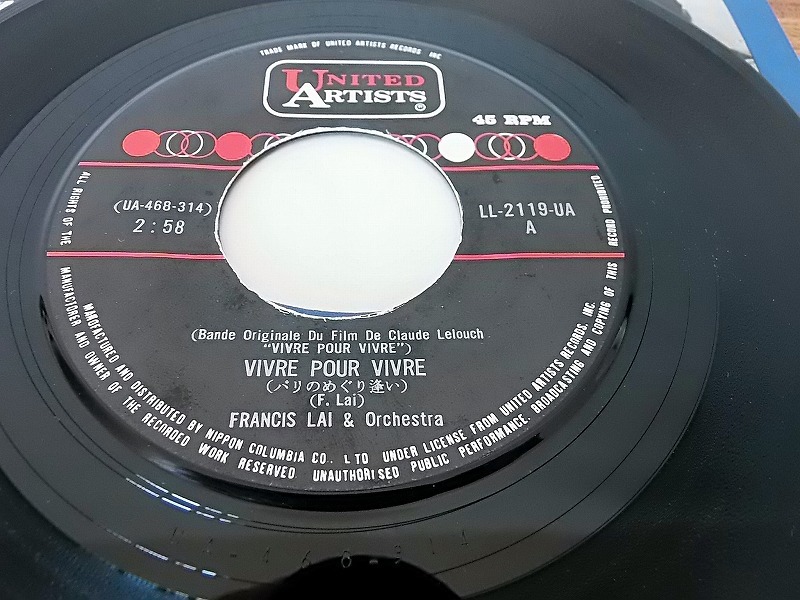 TRADE MARK OF UNITED ARTISTS RECORDS, INC
UNITED
ARTISTS®
45 RPM
(UA-468-314)
2:58
LL-2119-UA
A
(Bande Originale Du Film De Claude Lelouch
"VIVRE POUR VIVRE")
VIVRE POUR VIVRE
(パリのめぐり逢い)
(F. Lai)
FRANCIS LAI & Orchestra
MANUFACTURED AND DISTRIBUTED BY NIPPON COLUMBIA CO. LTD UNDER LICENSE FROM UNITED ARTISTS RECORDS, INC.
ALL RIGHTS OF THE MANUFACTURER AND OWNER OF THE RECORDED WORK RESERVED UNAUTHORISED PUBLIC PERFORMANCE, BROADCASTING AND COPYING OF THIS RECORD PROHIBITED.